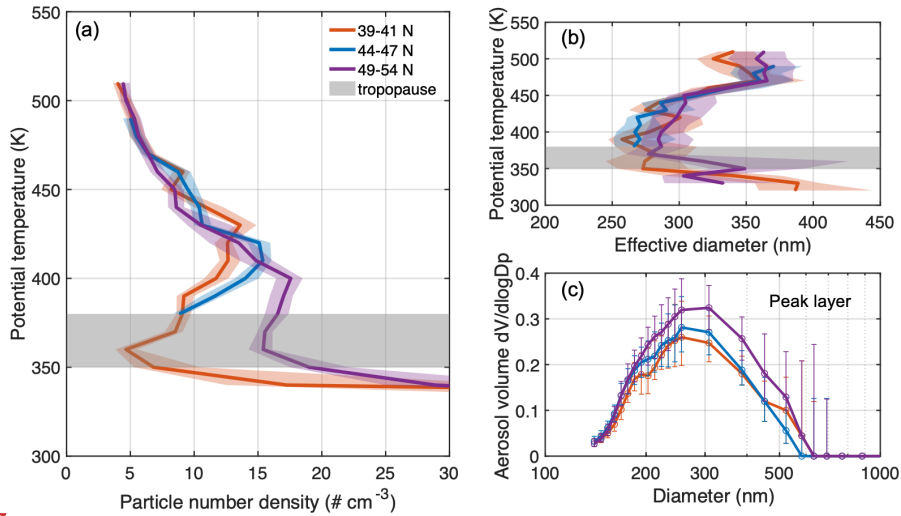 (a)
39-41 N
44-47 N
49-54 N
tropopause
550
500
450
400
350
300
0
5
10
15
20
25
30
Potential temperature (K)
Particle number density (# cm⁻³)
(b)
550
500
450
400
350
300
200
250
300
350
400
450
Potential temperature (K)
Effective diameter (nm)
(c)
Peak layer
0.4
0.3
0.2
0.1
0
100
200
300
500
1000
Aerosol volume dV/dlogDp
Diameter (nm)